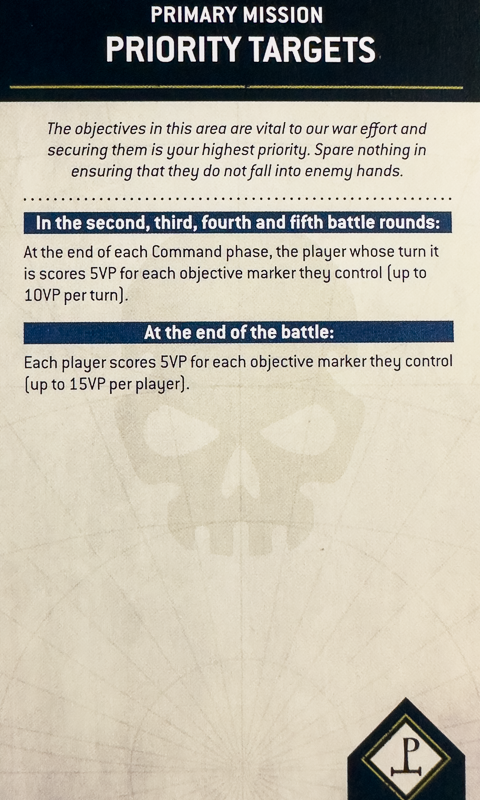 PRIMARY MISSION
PRIORITY TARGETS
The objectives in this area are vital to our war effort and
securing them is your highest priority. Spare nothing in
ensuring that they do not fall into enemy hands.
In the second, third, fourth and fifth battle rounds:
At the end of each Command phase, the player whose turn it
is scores 5VP for each objective marker they control (up to
10VP per turn).
At the end of the battle:
Each player scores 5VP for each objective marker they control
(up to 15VP per player).
P